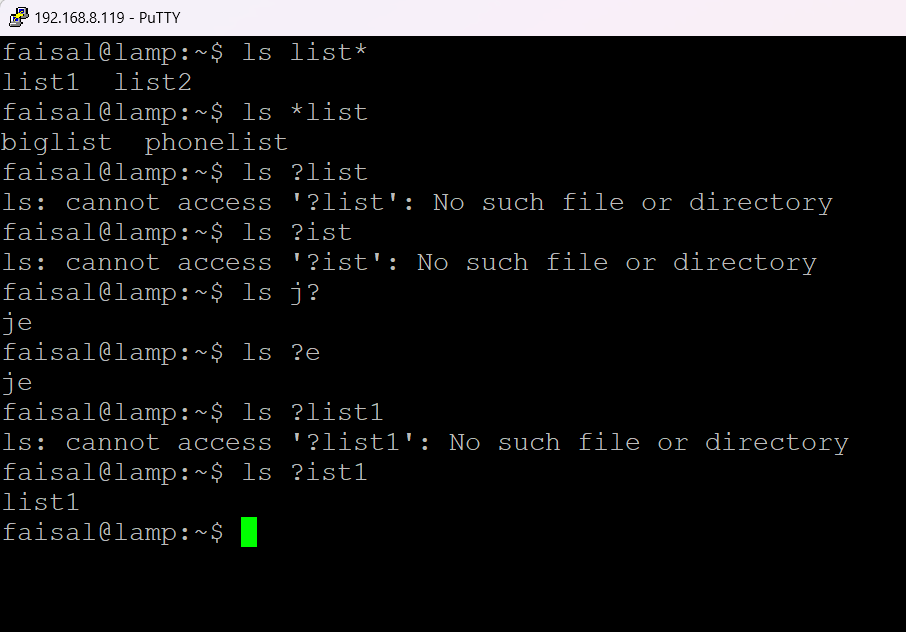 192.168.8.119 - PuTTY
faisal@lamp:~$ ls list*
list1  list2
faisal@lamp:~$ ls *list
biglist  phonelist
faisal@lamp:~$ ls ?list
ls: cannot access '?list': No such file or directory
faisal@lamp:~$ ls ?ist
ls: cannot access '?ist': No such file or directory
faisal@lamp:~$ ls j?
je
faisal@lamp:~$ ls ?e
je
faisal@lamp:~$ ls ?list1
ls: cannot access '?list1': No such file or directory
faisal@lamp:~$ ls ?ist1
list1
faisal@lamp:~$